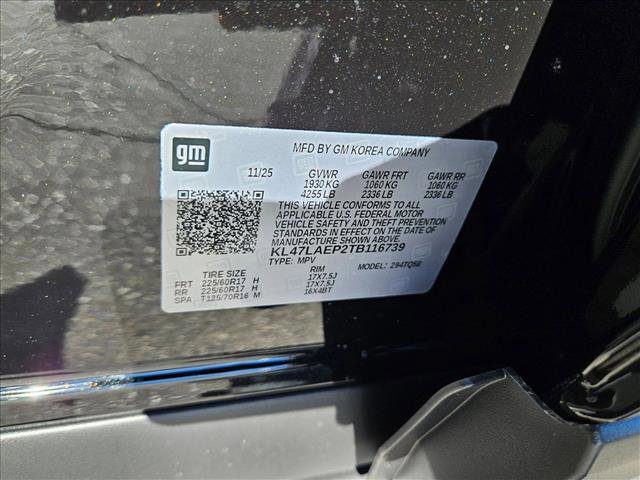 gm
MFD BY GM KOREA COMPANY
11/25 GVWR GAWR FRT GAWR RR
1930 KG 1060 KG 1060 KG
4255 LB 2336 LB 2336 LB
THIS VEHICLE CONFORMS TO ALL
APPLICABLE U.S. FEDERAL MOTOR
VEHICLE SAFETY AND THEFT PREVENTION
STANDARDS IN EFFECT ON THE DATE OF
MANUFACTURE SHOWN ABOVE.
KL47LAEP2TB116739
TYPE: MPV MODEL: 294TQ58
TIRE SIZE RIM
FRT 225/60R17 H 17X7.5J
RR 225/60R17 H 17X7.5J
SPA T125/70R16 M 16X4BT